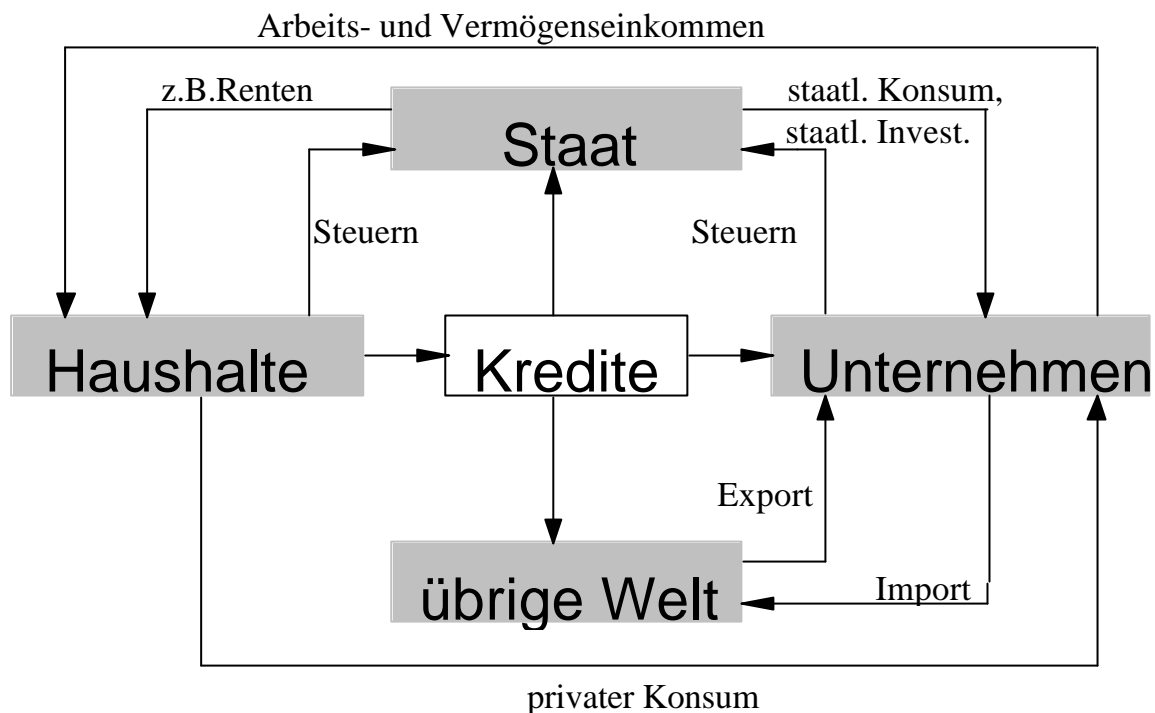 Arbeits- und Vermögenseinkommen
z.B.Renten
staatl. Konsum,
staatl. Invest.
Staat
Steuern
Steuern
Haushalte
Kredite
Unternehmen
Export
übrige Welt
Import
privater Konsum